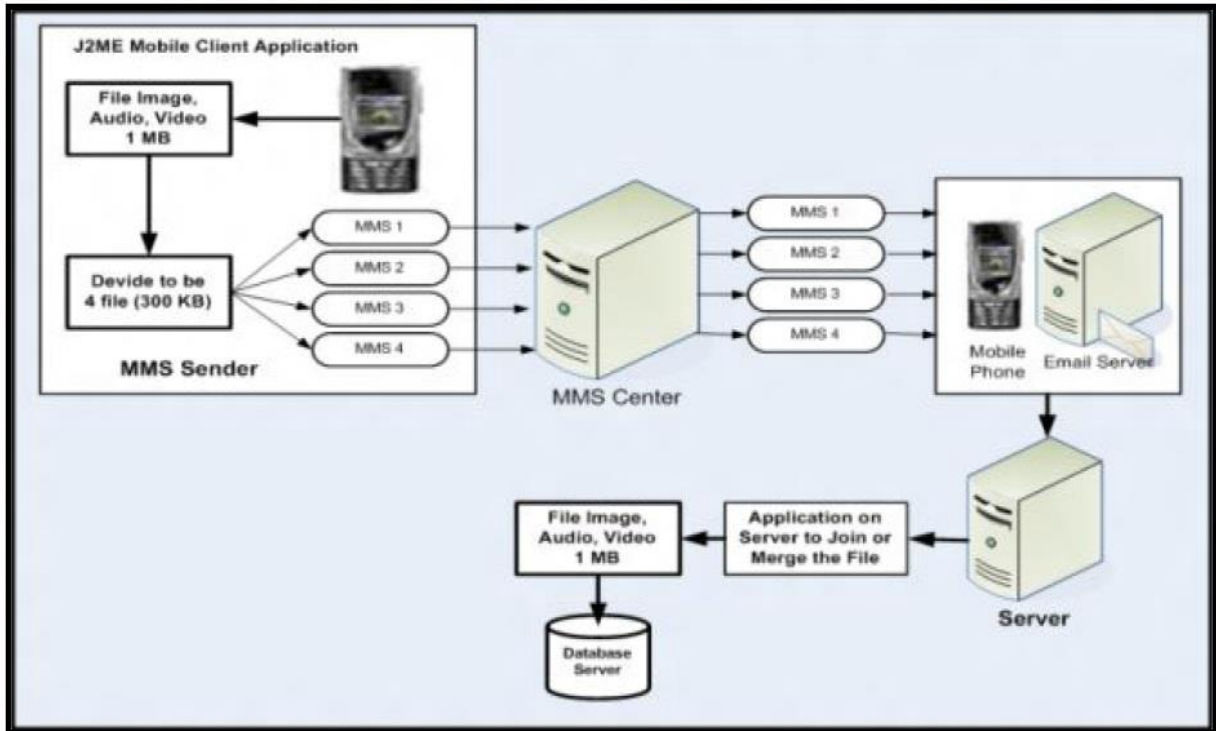 J2ME Mobile Client Application
File Image,
Audio, Video
1 MB
Devide to be
4 file (300 KB)
MMS 1
MMS 2
MMS 3
MMS 4
MMS Sender
MMS Center
MMS 1
MMS 2
MMS 3
MMS 4
Mobile
Phone
Email Server
Server
Application on
Server to Join or
Merge the File
File Image,
Audio, Video
1 MB
Database
Server